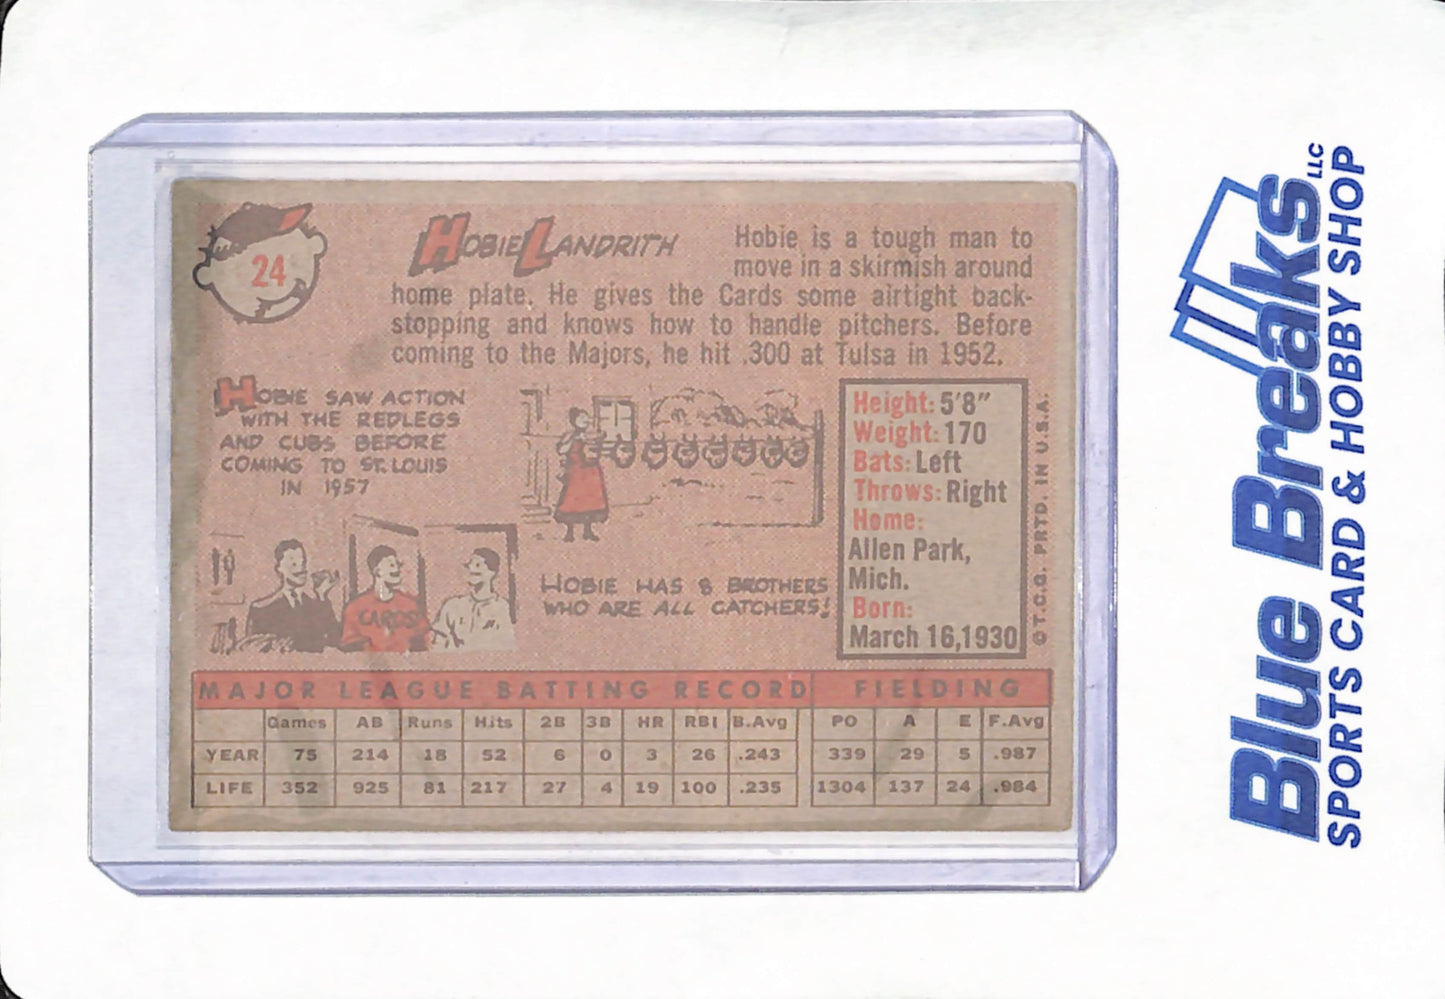 24
HOBIE LANDRITH
Hobie is a tough man to
move in a skirmish around
home plate. He gives the Cards some airtight back-
stopping and knows how to handle pitchers. Before
coming to the Majors, he hit .300 at Tulsa in 1952.
HOBIE SAW ACTION
WITH THE REDLEGS
AND CUBS BEFORE
COMING TO ST. LOUIS
IN 1957
CARDS
HOBIE HAS 8 BROTHERS
WHO ARE ALL CATCHERS!
Height: 5'8"
Weight: 170
Bats: Left
Throws: Right
Home:
Allen Park,
Mich.
Born:
March 16, 1930
©T.C.G. PRTD. IN U.S.A.
MAJOR LEAGUE BATTING RECORD FIELDING
Games AB Runs Hits 2B 3B HR RBI B.Avg PO A E F.Avg
YEAR 75 214 18 52 6 0 3 26 .243 339 29 5 .987
LIFE 352 925 81 217 27 4 19 100 .235 1304 137 24 .984
Blue Breaks LLC
SPORTS CARD & HOBBY SHOP